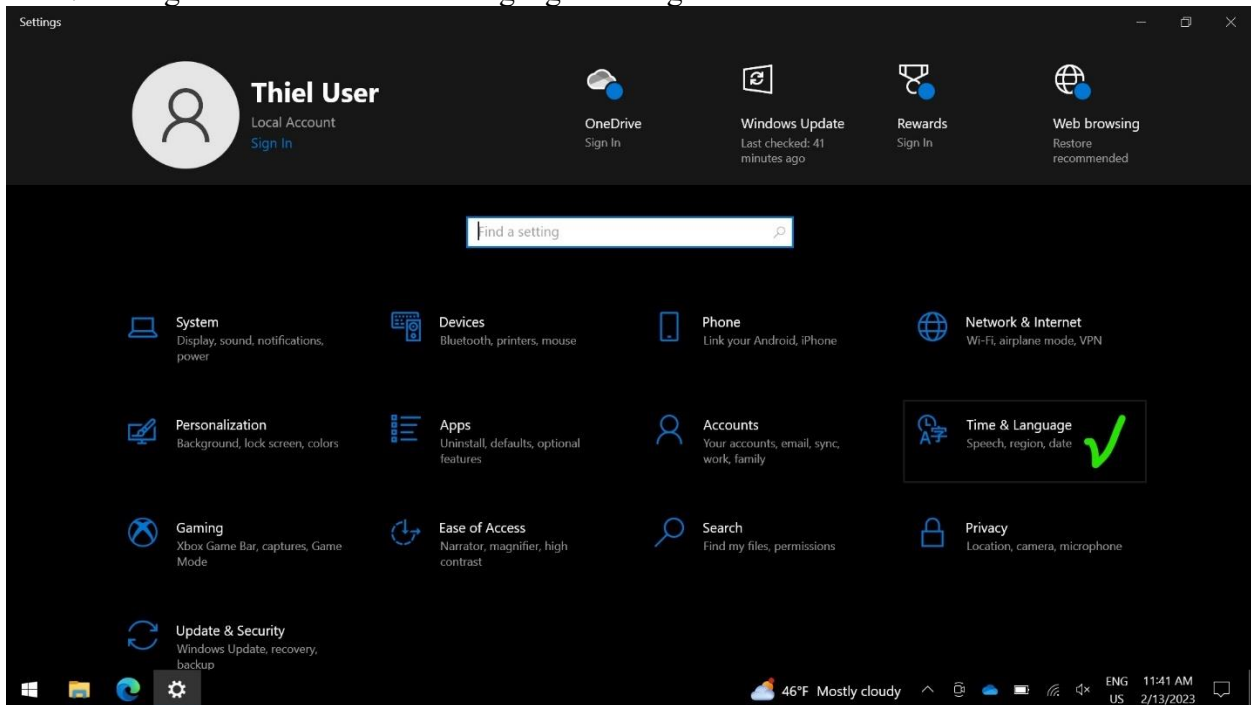 Settings
Thiel User
Local Account
Sign In
OneDrive
Sign In
Windows Update
Last checked: 41
minutes ago
Rewards
Sign In
Web browsing
Restore
recommended
Find a setting
System
Display, sound, notifications,
power
Devices
Bluetooth, printers, mouse
Phone
Link your Android, iPhone
Network & Internet
Wi-Fi, airplane mode, VPN
Personalization
Background, lock screen, colors
Apps
Uninstall, defaults, optional
features
Accounts
Your accounts, email, sync,
work, family
Time & Language
Speech, region, date
Gaming
Xbox Game Bar, captures, Game
Mode
Ease of Access
Narrator, magnifier, high
contrast
Search
Find my files, permissions
Privacy
Location, camera, microphone
Update & Security
Windows Update, recovery,
backup
46°F Mostly cloudy
ENG
US
11:41 AM
2/13/2023